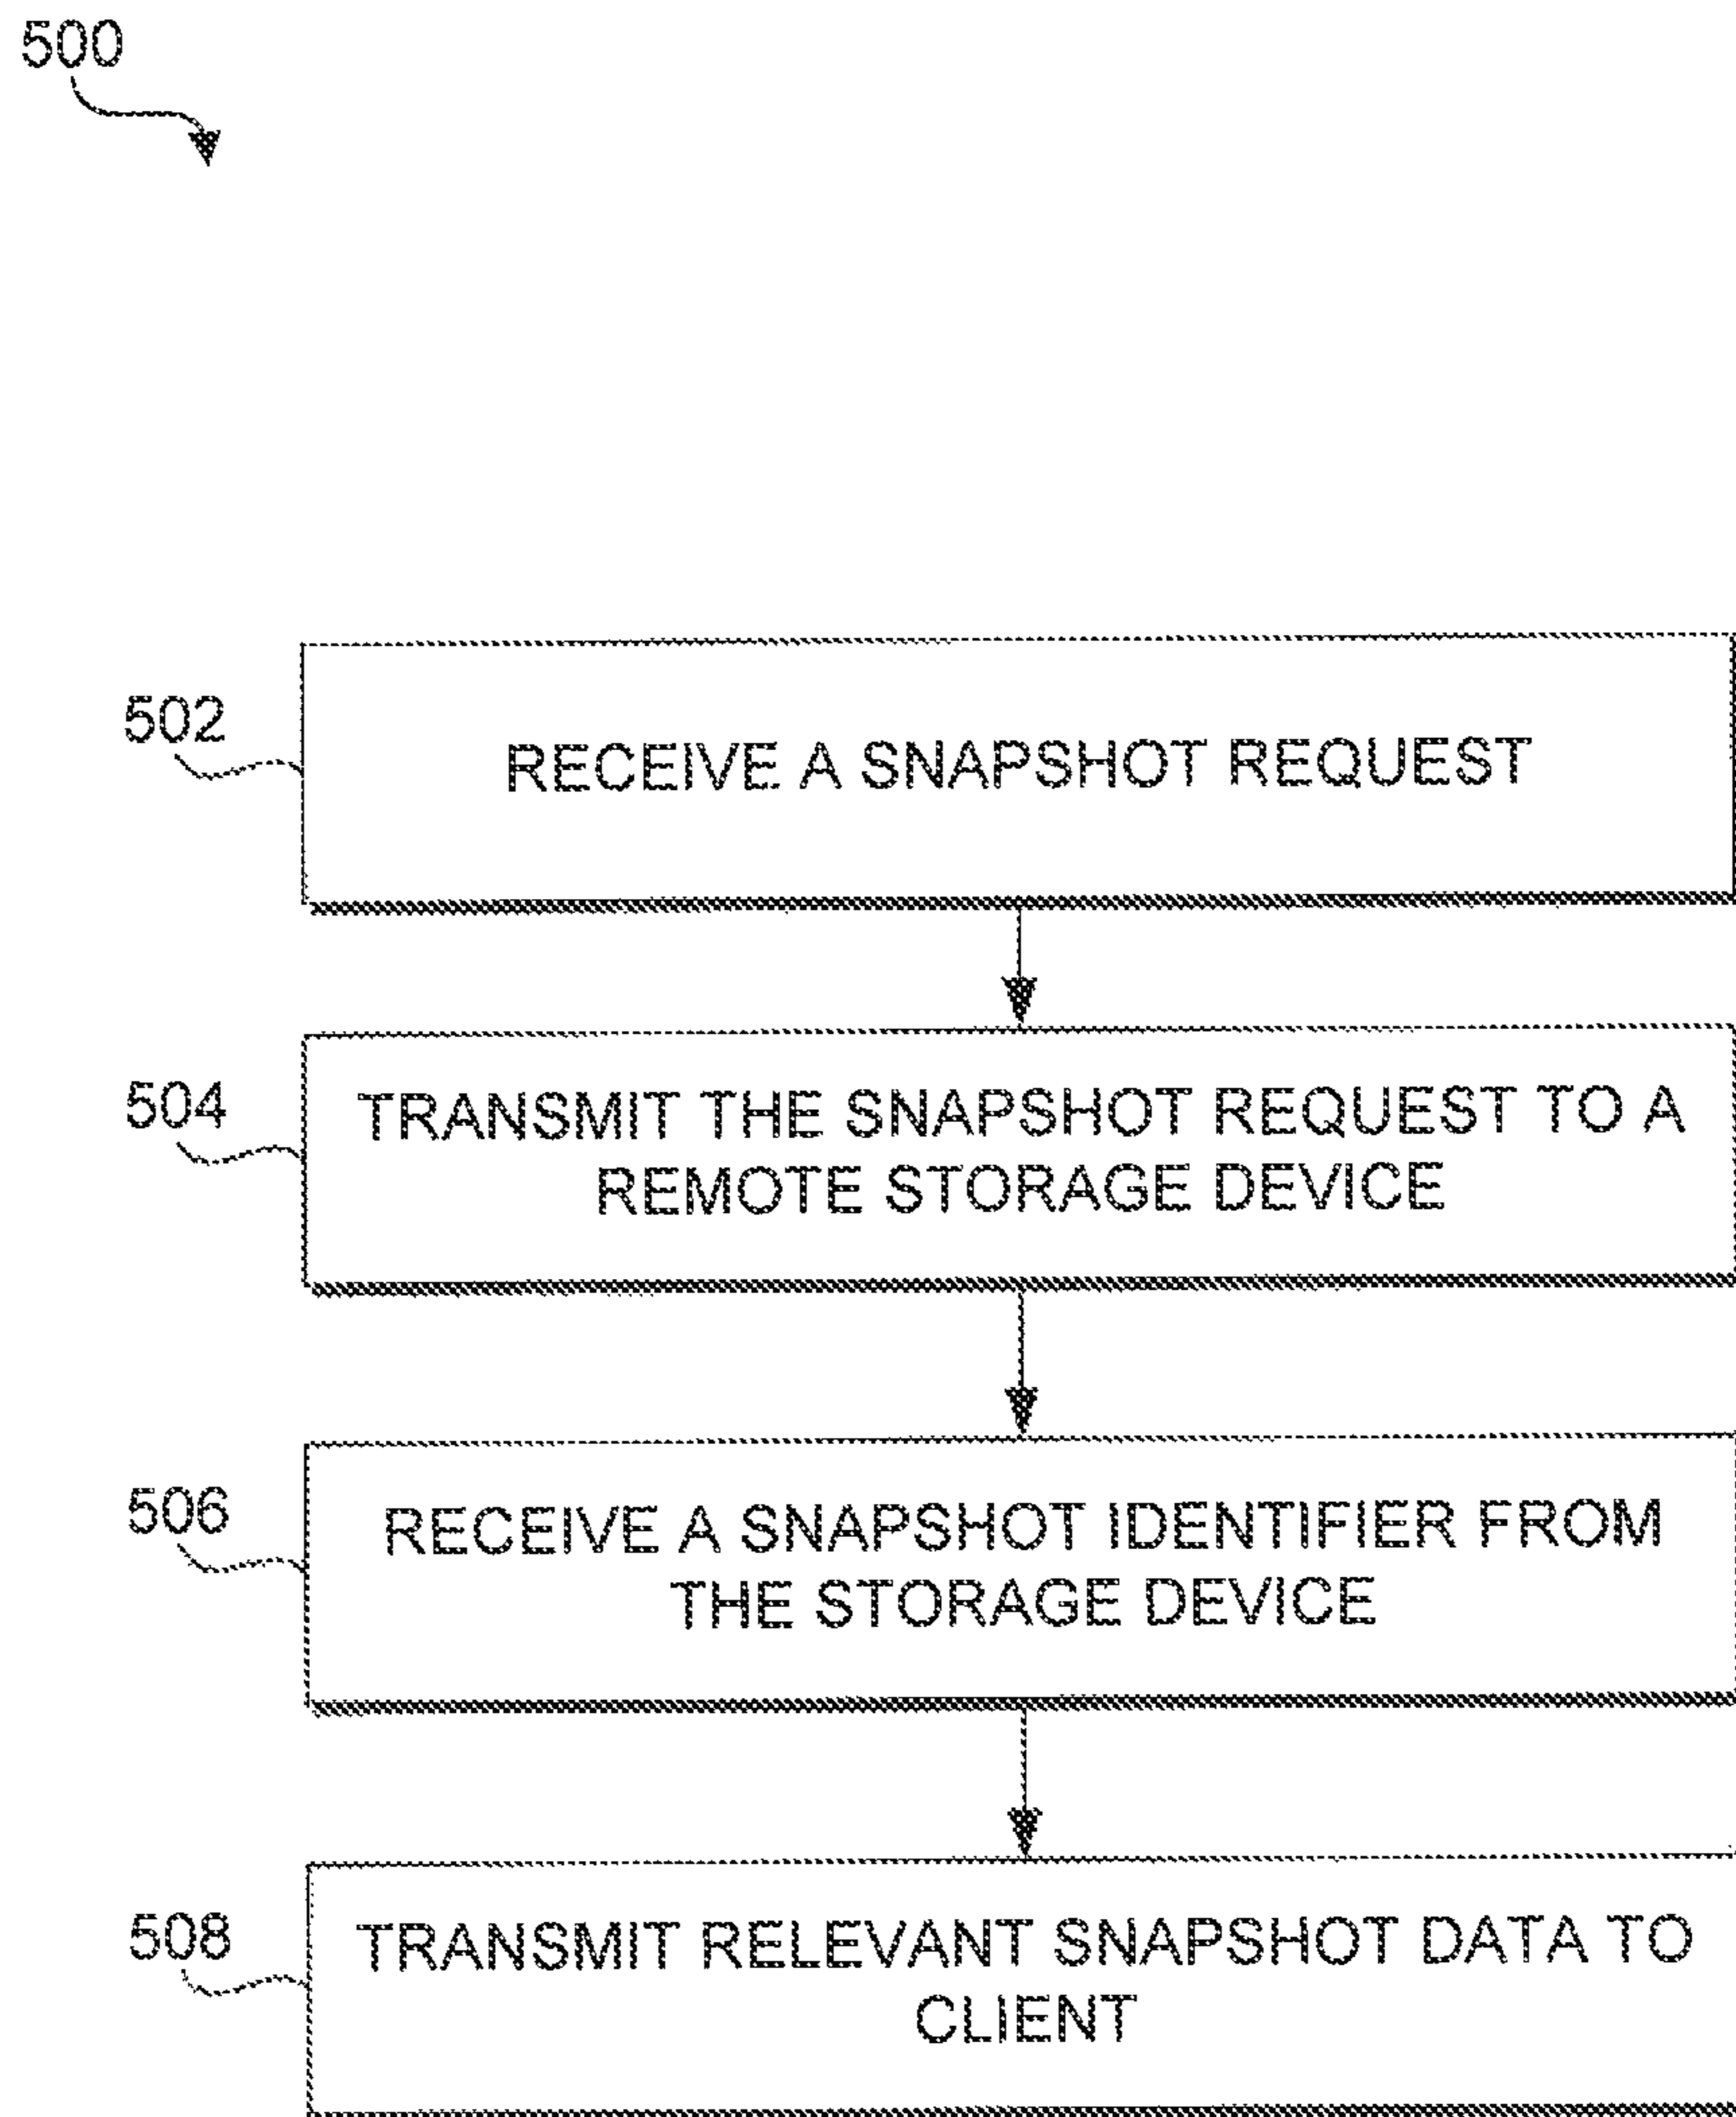 500
502
RECEIVE A SNAPSHOT REQUEST
504
TRANSMIT THE SNAPSHOT REQUEST TO A
REMOTE STORAGE DEVICE
506
RECEIVE A SNAPSHOT IDENTIFIER FROM
THE STORAGE DEVICE
508
TRANSMIT RELEVANT SNAPSHOT DATA TO
CLIENT